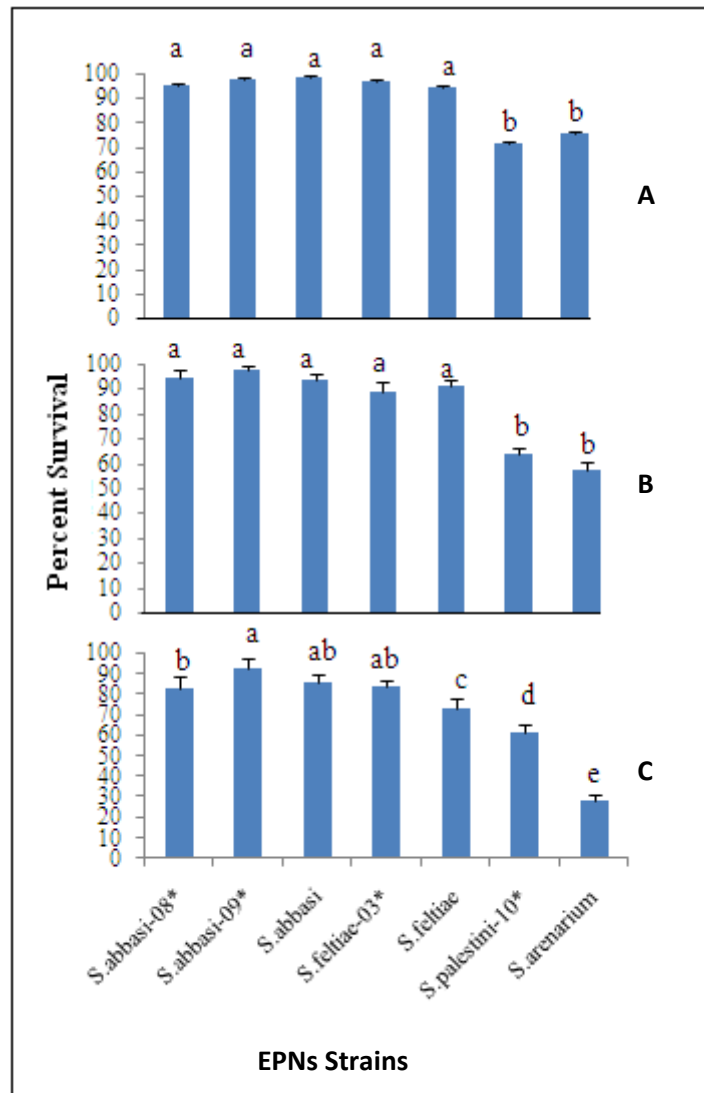 a a a a a b b
100
90
80
70
60
50
40
30
20
10
0
A
a a a a a b b
100
90
80
70
60
50
40
30
20
10
0
B
Percent Survival
b a ab ab c d e
100
90
80
70
60
50
40
30
20
10
0
C
S.abbasi-08*
S.abbasi-09*
S.abbasi
S.feltiae-03*
S.feltiae
S.palestini-10*
S.arenarium
EPNs Strains